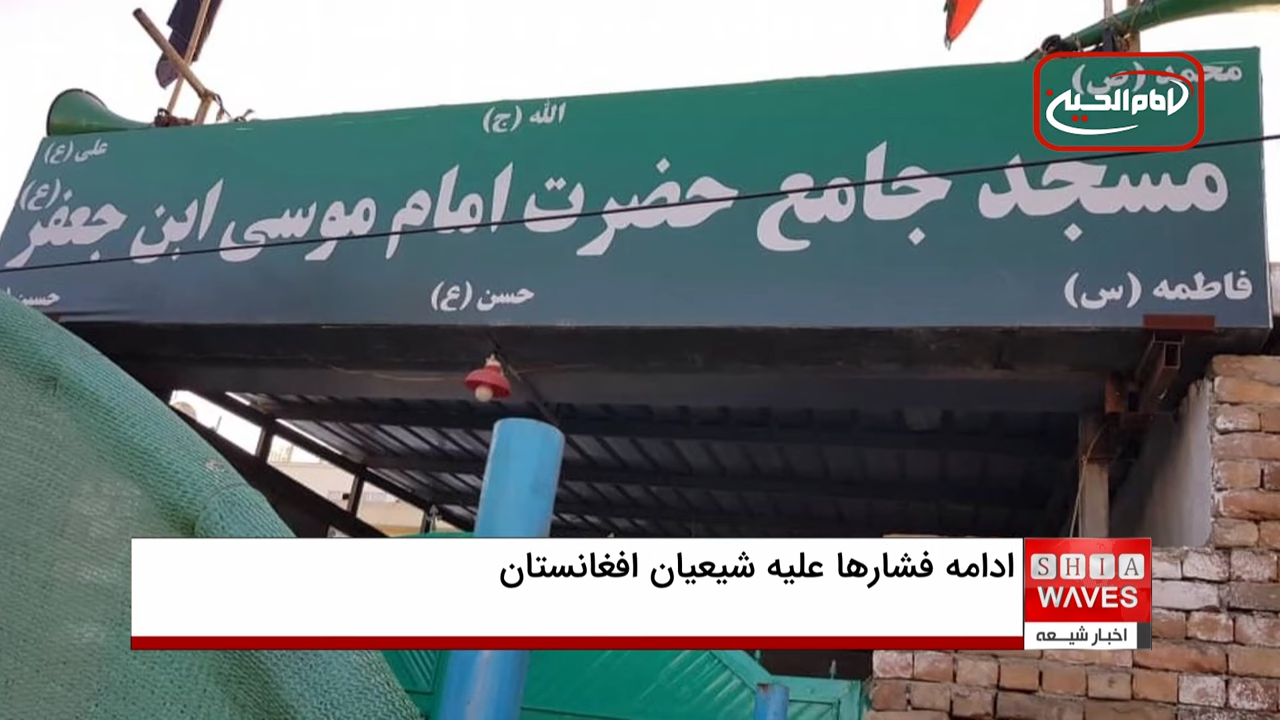 محمد (ص)
الله (ج)
علی (ع)
امام‌الحسین
مسجد جامع حضرت امام موسی ابن جعفر (ع)
فاطمه (س)
حسن (ع)
حسین
ادامه فشارها علیه شیعیان افغانستان
SHIA
WAVES
اخبار شیعه